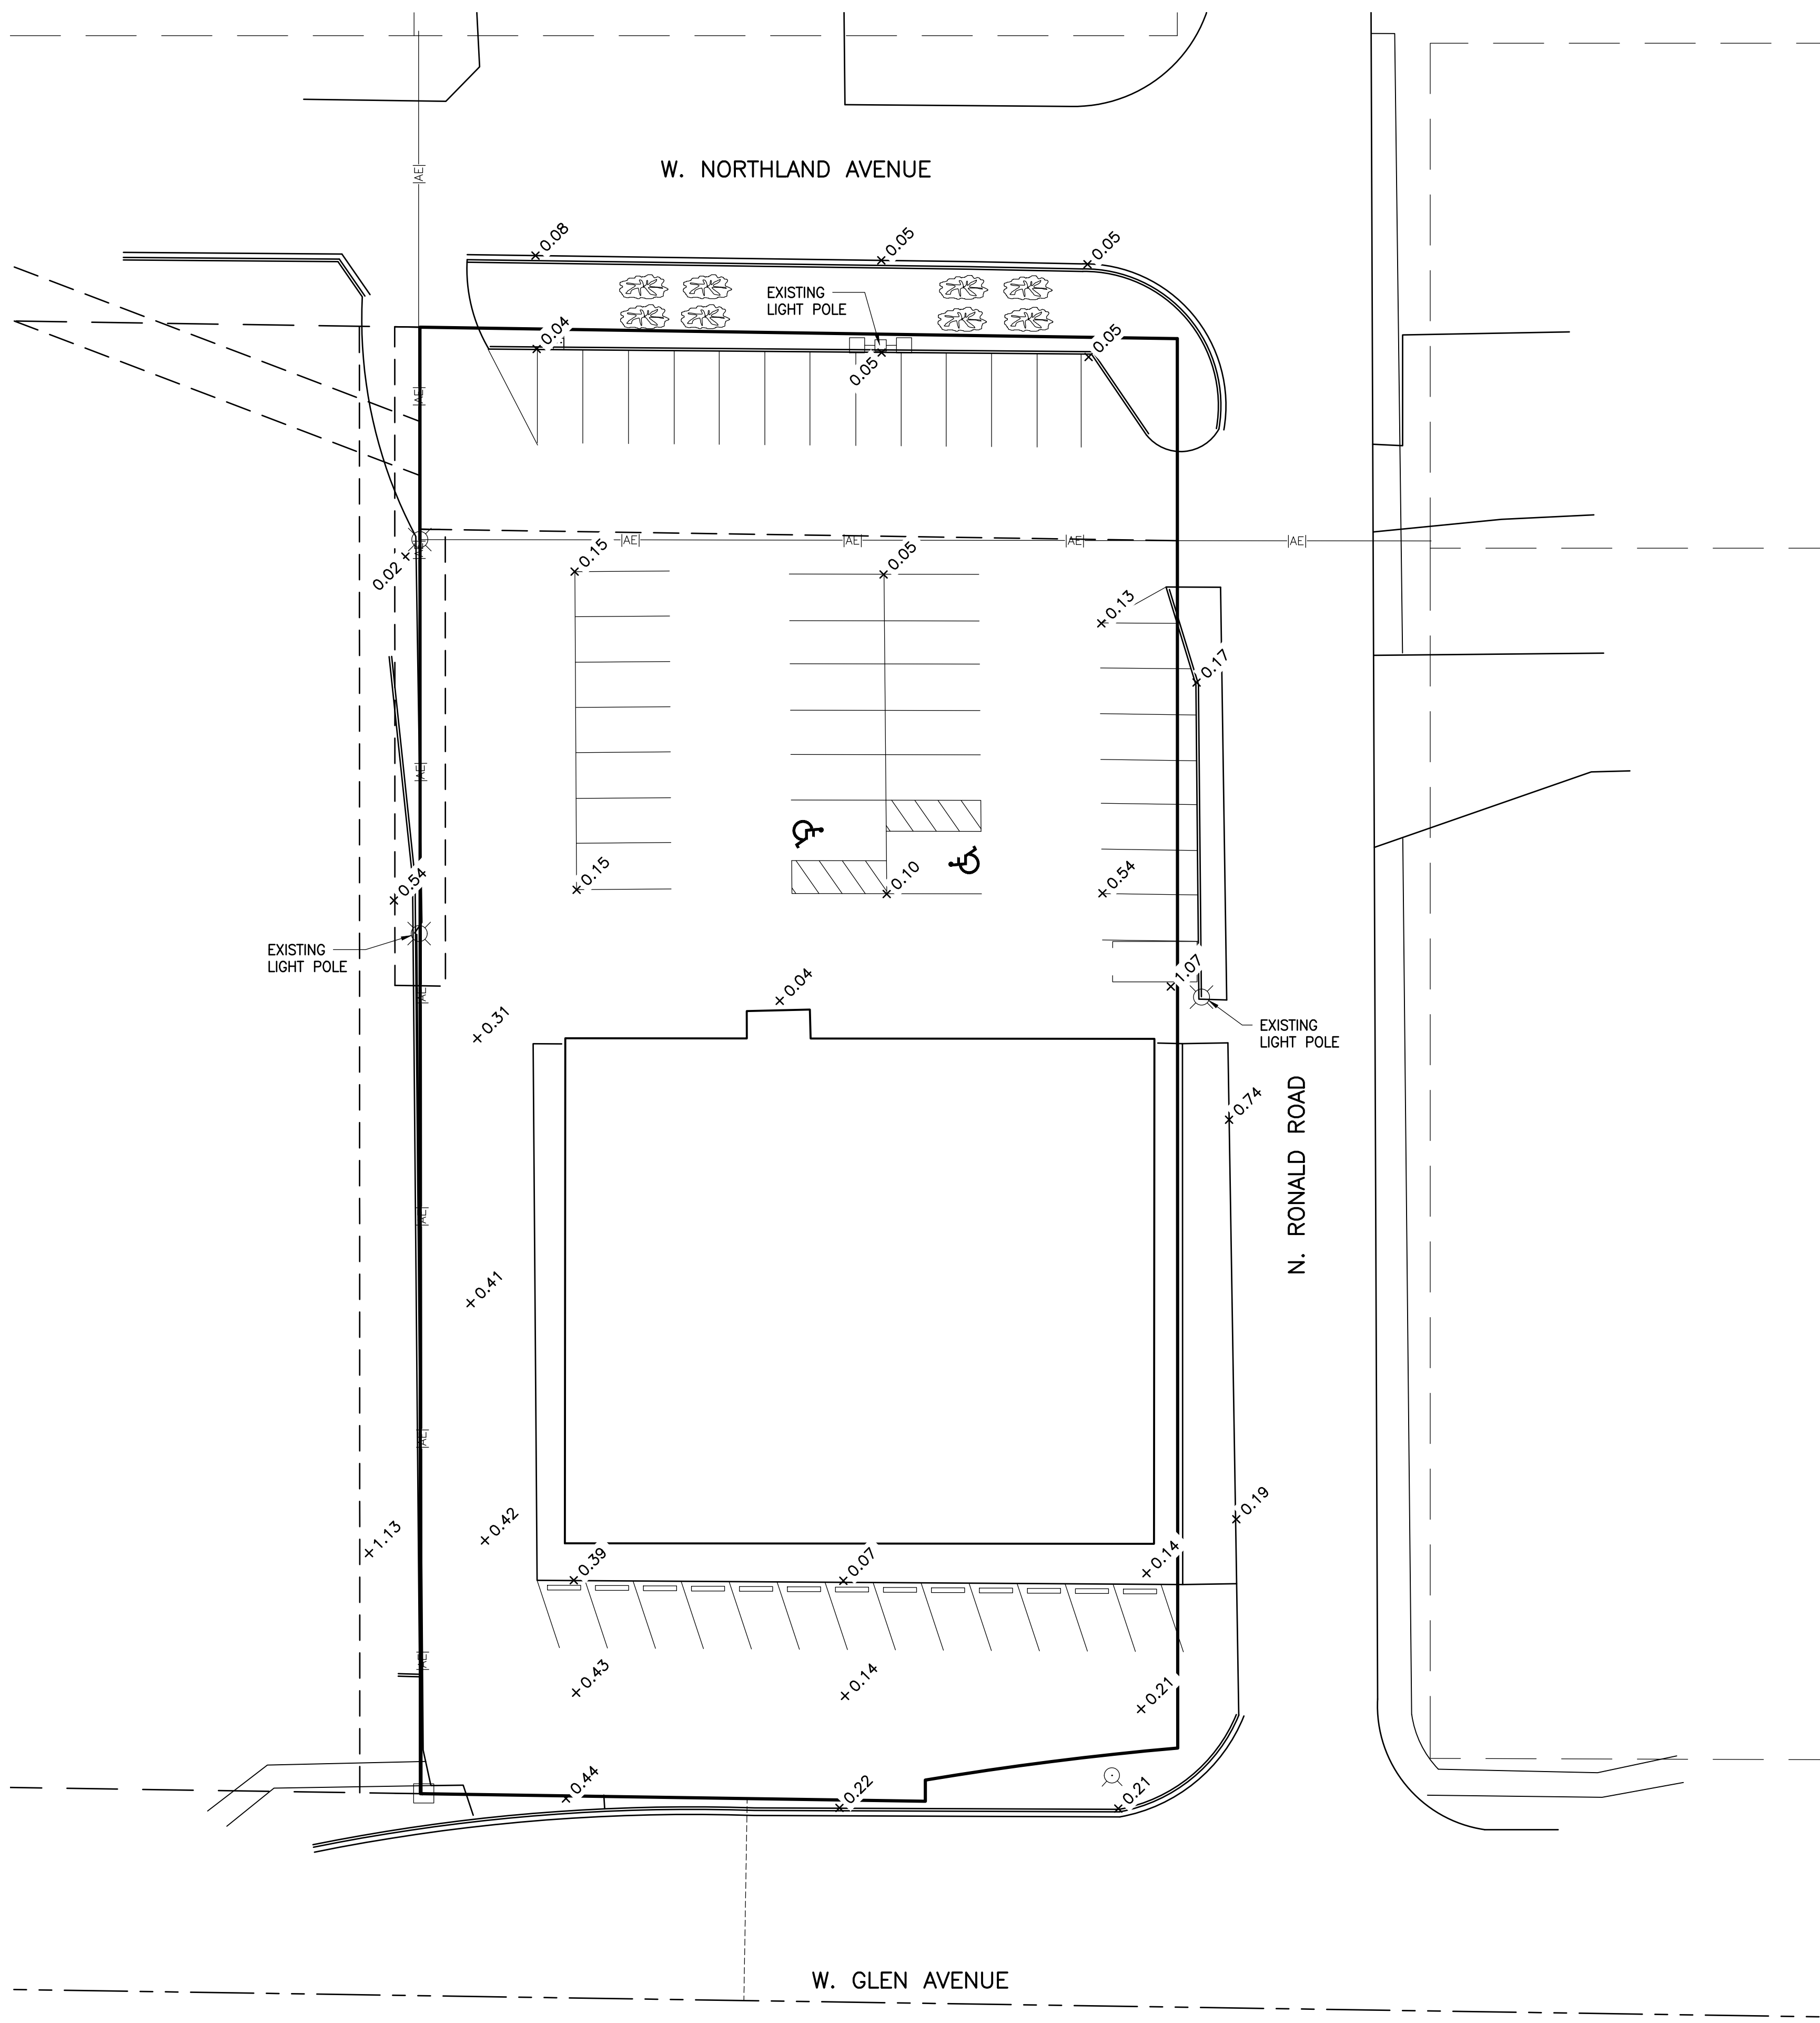 |AE|
W. NORTHLAND AVENUE
0.08
0.05
0.05
EXISTING
LIGHT POLE
0.04
0.05
0.05
|AE|
|AE|
|AE|
|AE|
|AE|
|AE|
0.02
0.15
0.05
0.13
0.17
|AE|
0.54
0.15
0.10
0.54
EXISTING
LIGHT POLE
|AE|
0.04
1.07
0.31
EXISTING
LIGHT POLE
0.74
N. RONALD ROAD
|AE|
0.41
|AE|
0.42
0.19
1.13
0.39
0.07
0.14
|AE|
0.43
0.14
0.21
0.44
0.22
0.21
W. GLEN AVENUE